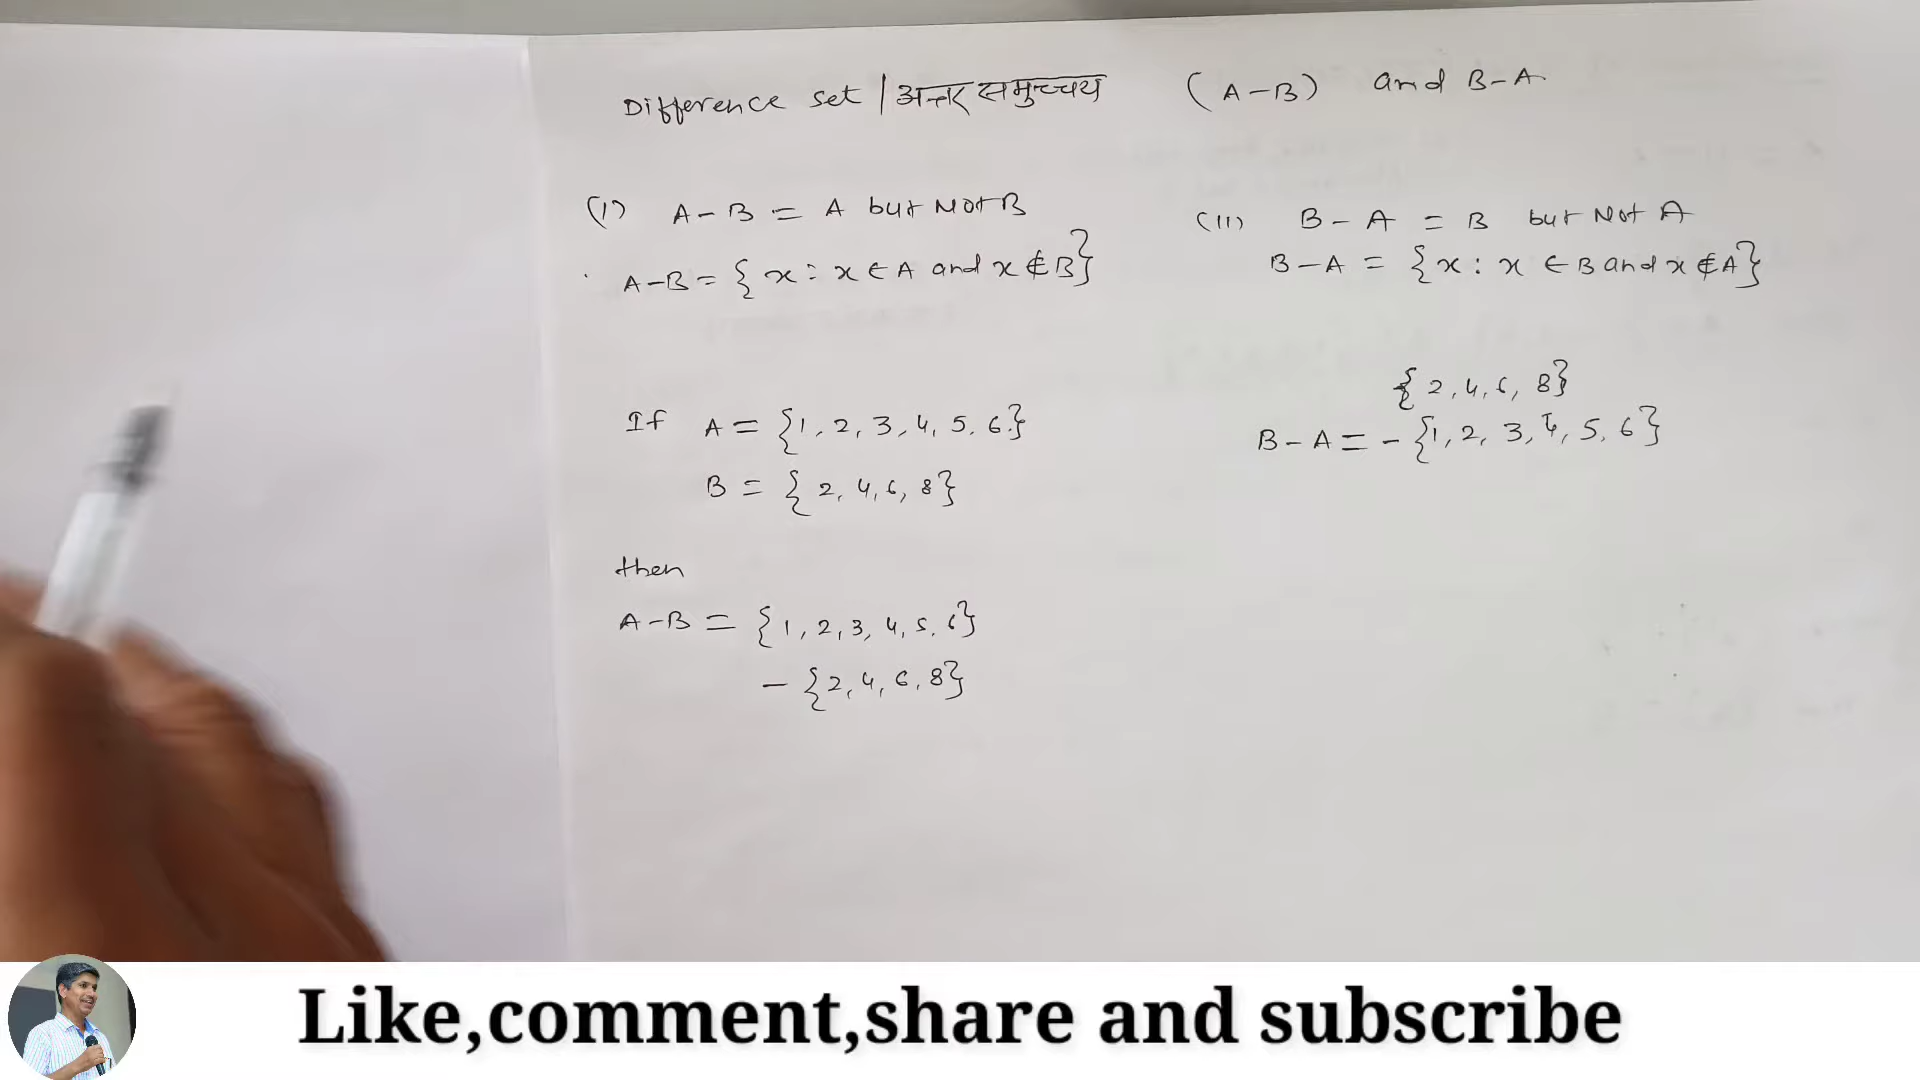 Difference set | अन्तर समुच्चय (A-B) and B-A
(I) A-B = A but Not B
A-B = {x : x ∈ A and x ∉ B}
If A = {1, 2, 3, 4, 5, 6}
B = {2, 4, 6, 8}
then
A-B = {1, 2, 3, 4, 5, 6}
- {2, 4, 6, 8}
(II) B-A = B but Not A
B-A = {x : x ∈ B and x ∉ A}
{2, 4, 6, 8}
B-A = - {1, 2, 3, 4, 5, 6}
Like,comment,share and subscribe